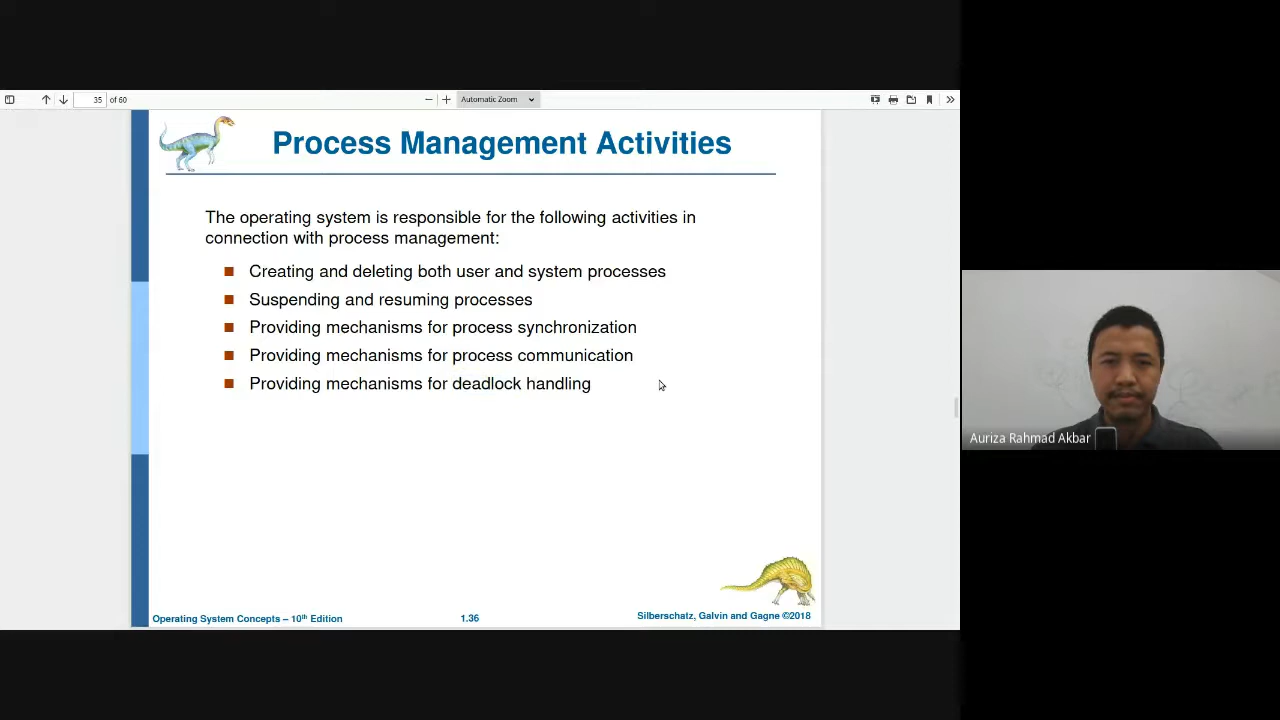 35 of 60
Automatic Zoom
Process Management Activities
The operating system is responsible for the following activities in
connection with process management:
Creating and deleting both user and system processes
Suspending and resuming processes
Providing mechanisms for process synchronization
Providing mechanisms for process communication
Providing mechanisms for deadlock handling
Operating System Concepts – 10th Edition
1.36
Silberschatz, Galvin and Gagne ©2018
Auriza Rahmad Akbar